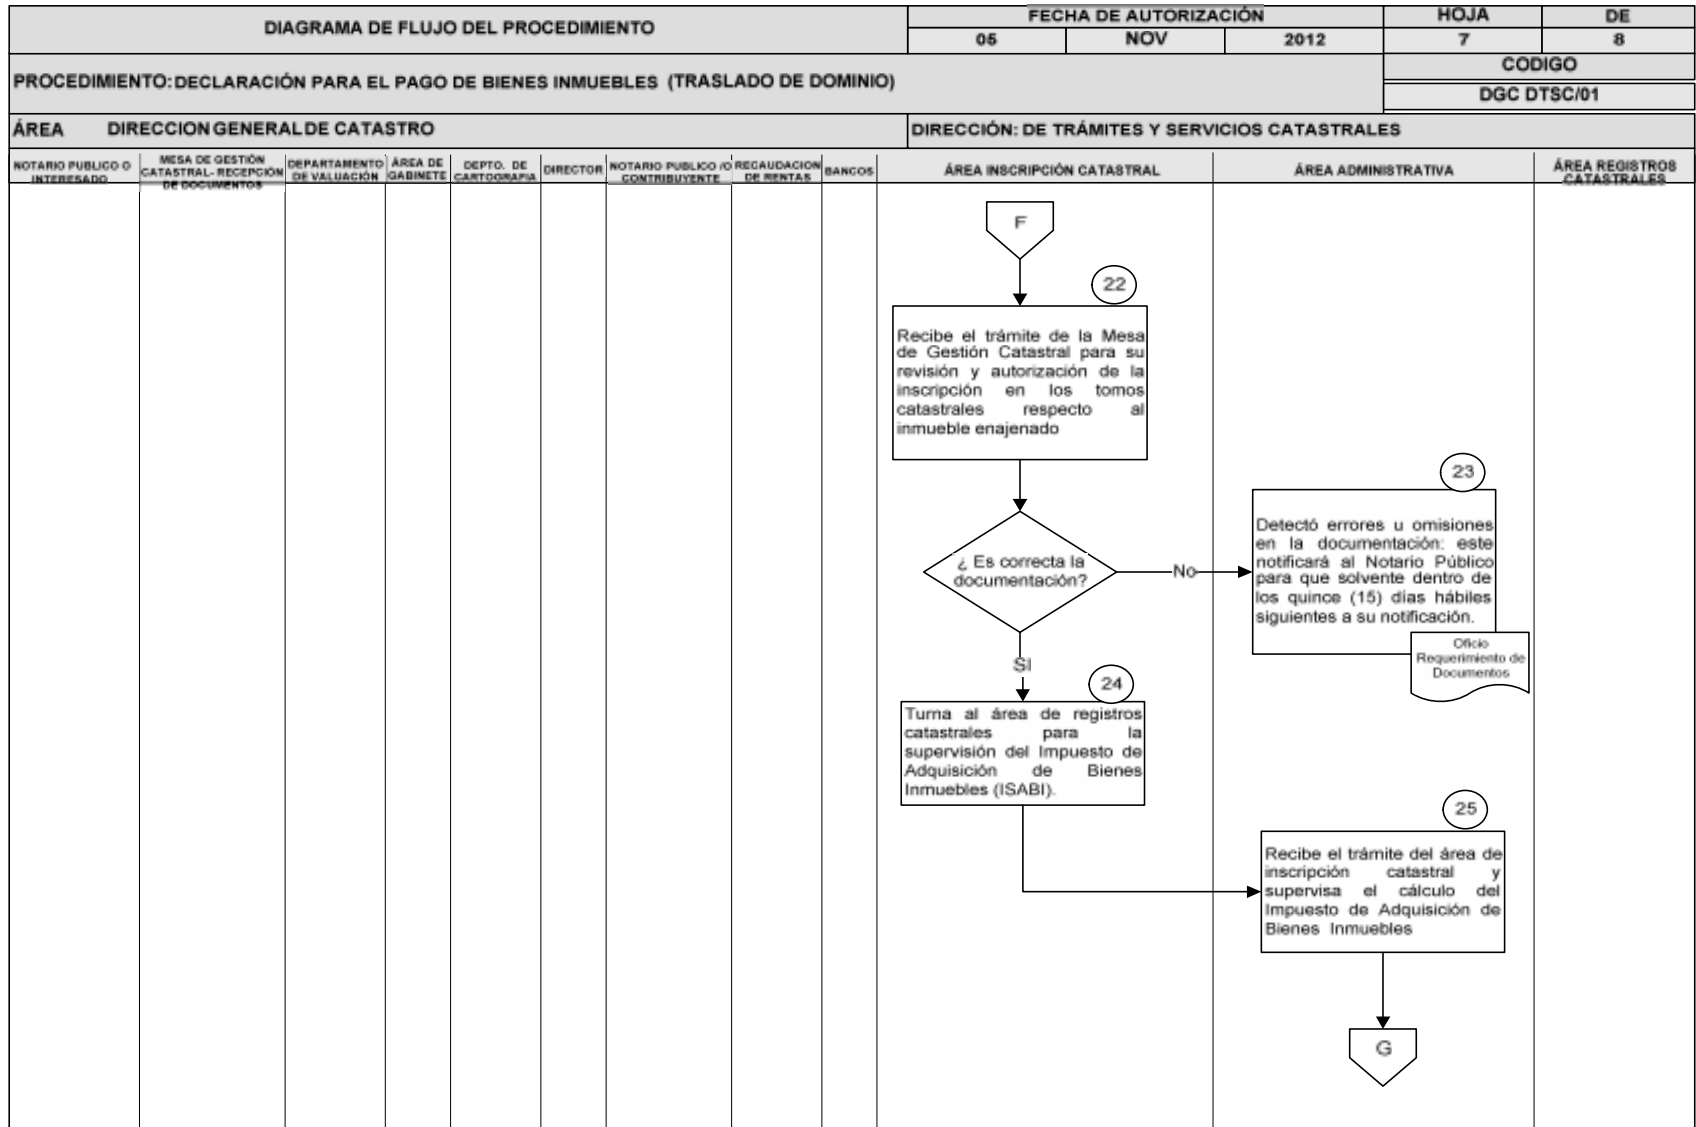 DIAGRAMA DE FLUJO DEL PROCEDIMIENTO
FECHA DE AUTORIZACIÓN
HOJA
DE
05
NOV
2012
7
8
PROCEDIMIENTO: DECLARACIÓN PARA EL PAGO DE BIENES INMUEBLES (TRASLADO DE DOMINIO)
CODIGO
DGC DTSC/01
ÁREA DIRECCION GENERAL DE CATASTRO
DIRECCIÓN: DE TRÁMITES Y SERVICIOS CATASTRALES
NOTARIO PUBLICO O
INTERESADO
MESA DE GESTIÓN
CATASTRAL- RECEPCIÓN
DE DOCUMENTOS
DEPARTAMENTO
DE VALUACIÓN
ÁREA DE
GABINETE
DEPTO. DE
CARTOGRAFIA
DIRECTOR
NOTARIO PUBLICO /O
CONTRIBUYENTE
RECAUDACION
DE RENTAS
BANCOS
ÁREA INSCRIPCIÓN CATASTRAL
ÁREA ADMINISTRATIVA
ÁREA REGISTROS
CATASTRALES
F
22
Recibe el trámite de la Mesa
de Gestión Catastral para su
revisión y autorización de la
inscripción en los tomos
catastrales respecto al
inmueble enajenado
23
Detectó errores u omisiones
en la documentación: este
notificará al Notario Público
para que solvente dentro de
los quince (15) días hábiles
siguientes a su notificación.
¿ Es correcta la
documentación?
No
Oficio
Requerimiento de
Documentos
SI
24
Turna al área de registros
catastrales para la
supervisión del Impuesto de
Adquisición de Bienes
Inmuebles (ISABI).
25
Recibe el trámite del área de
inscripción catastral y
supervisa el cálculo del
Impuesto de Adquisición de
Bienes Inmuebles
G